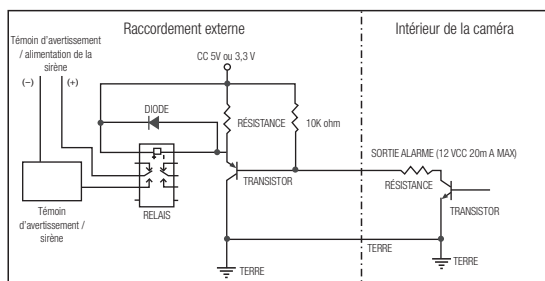 Raccordement externe
Intérieur de la caméra
Témoin d'avertissement
/ alimentation de la
sirène
(−)
(+)
CC 5V ou 3,3 V
DIODE
RÉSISTANCE
10K ohm
SORTIE ALARME (12 VCC 20m A MAX)
RÉSISTANCE
TRANSISTOR
TRANSISTOR
RELAIS
Témoin
d'avertissement /
sirène
TERRE
TERRE
TERRE